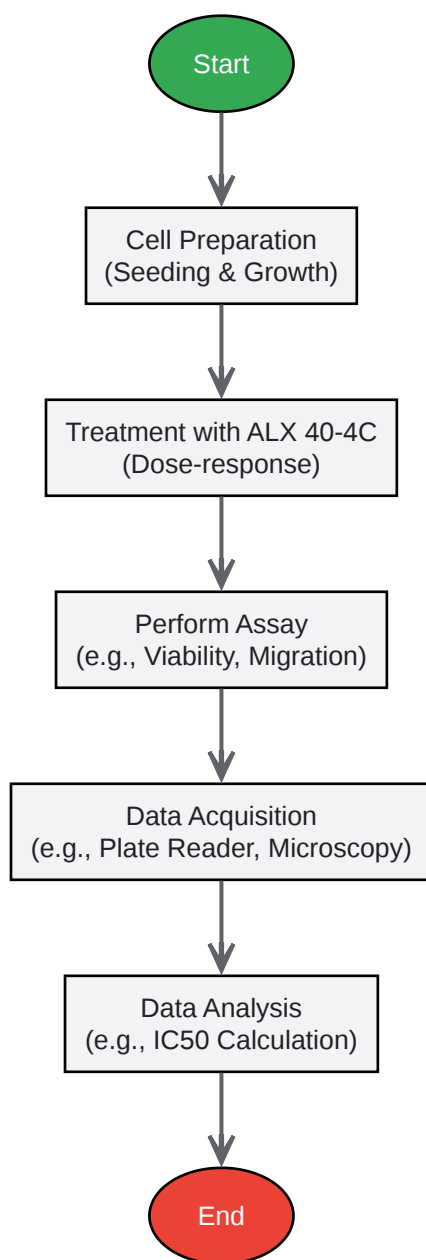 Start
Cell Preparation
(Seeding & Growth)
Treatment with ALX 40-4C
(Dose-response)
Perform Assay
(e.g., Viability, Migration)
Data Acquisition
(e.g., Plate Reader, Microscopy)
Data Analysis
(e.g., IC50 Calculation)
End